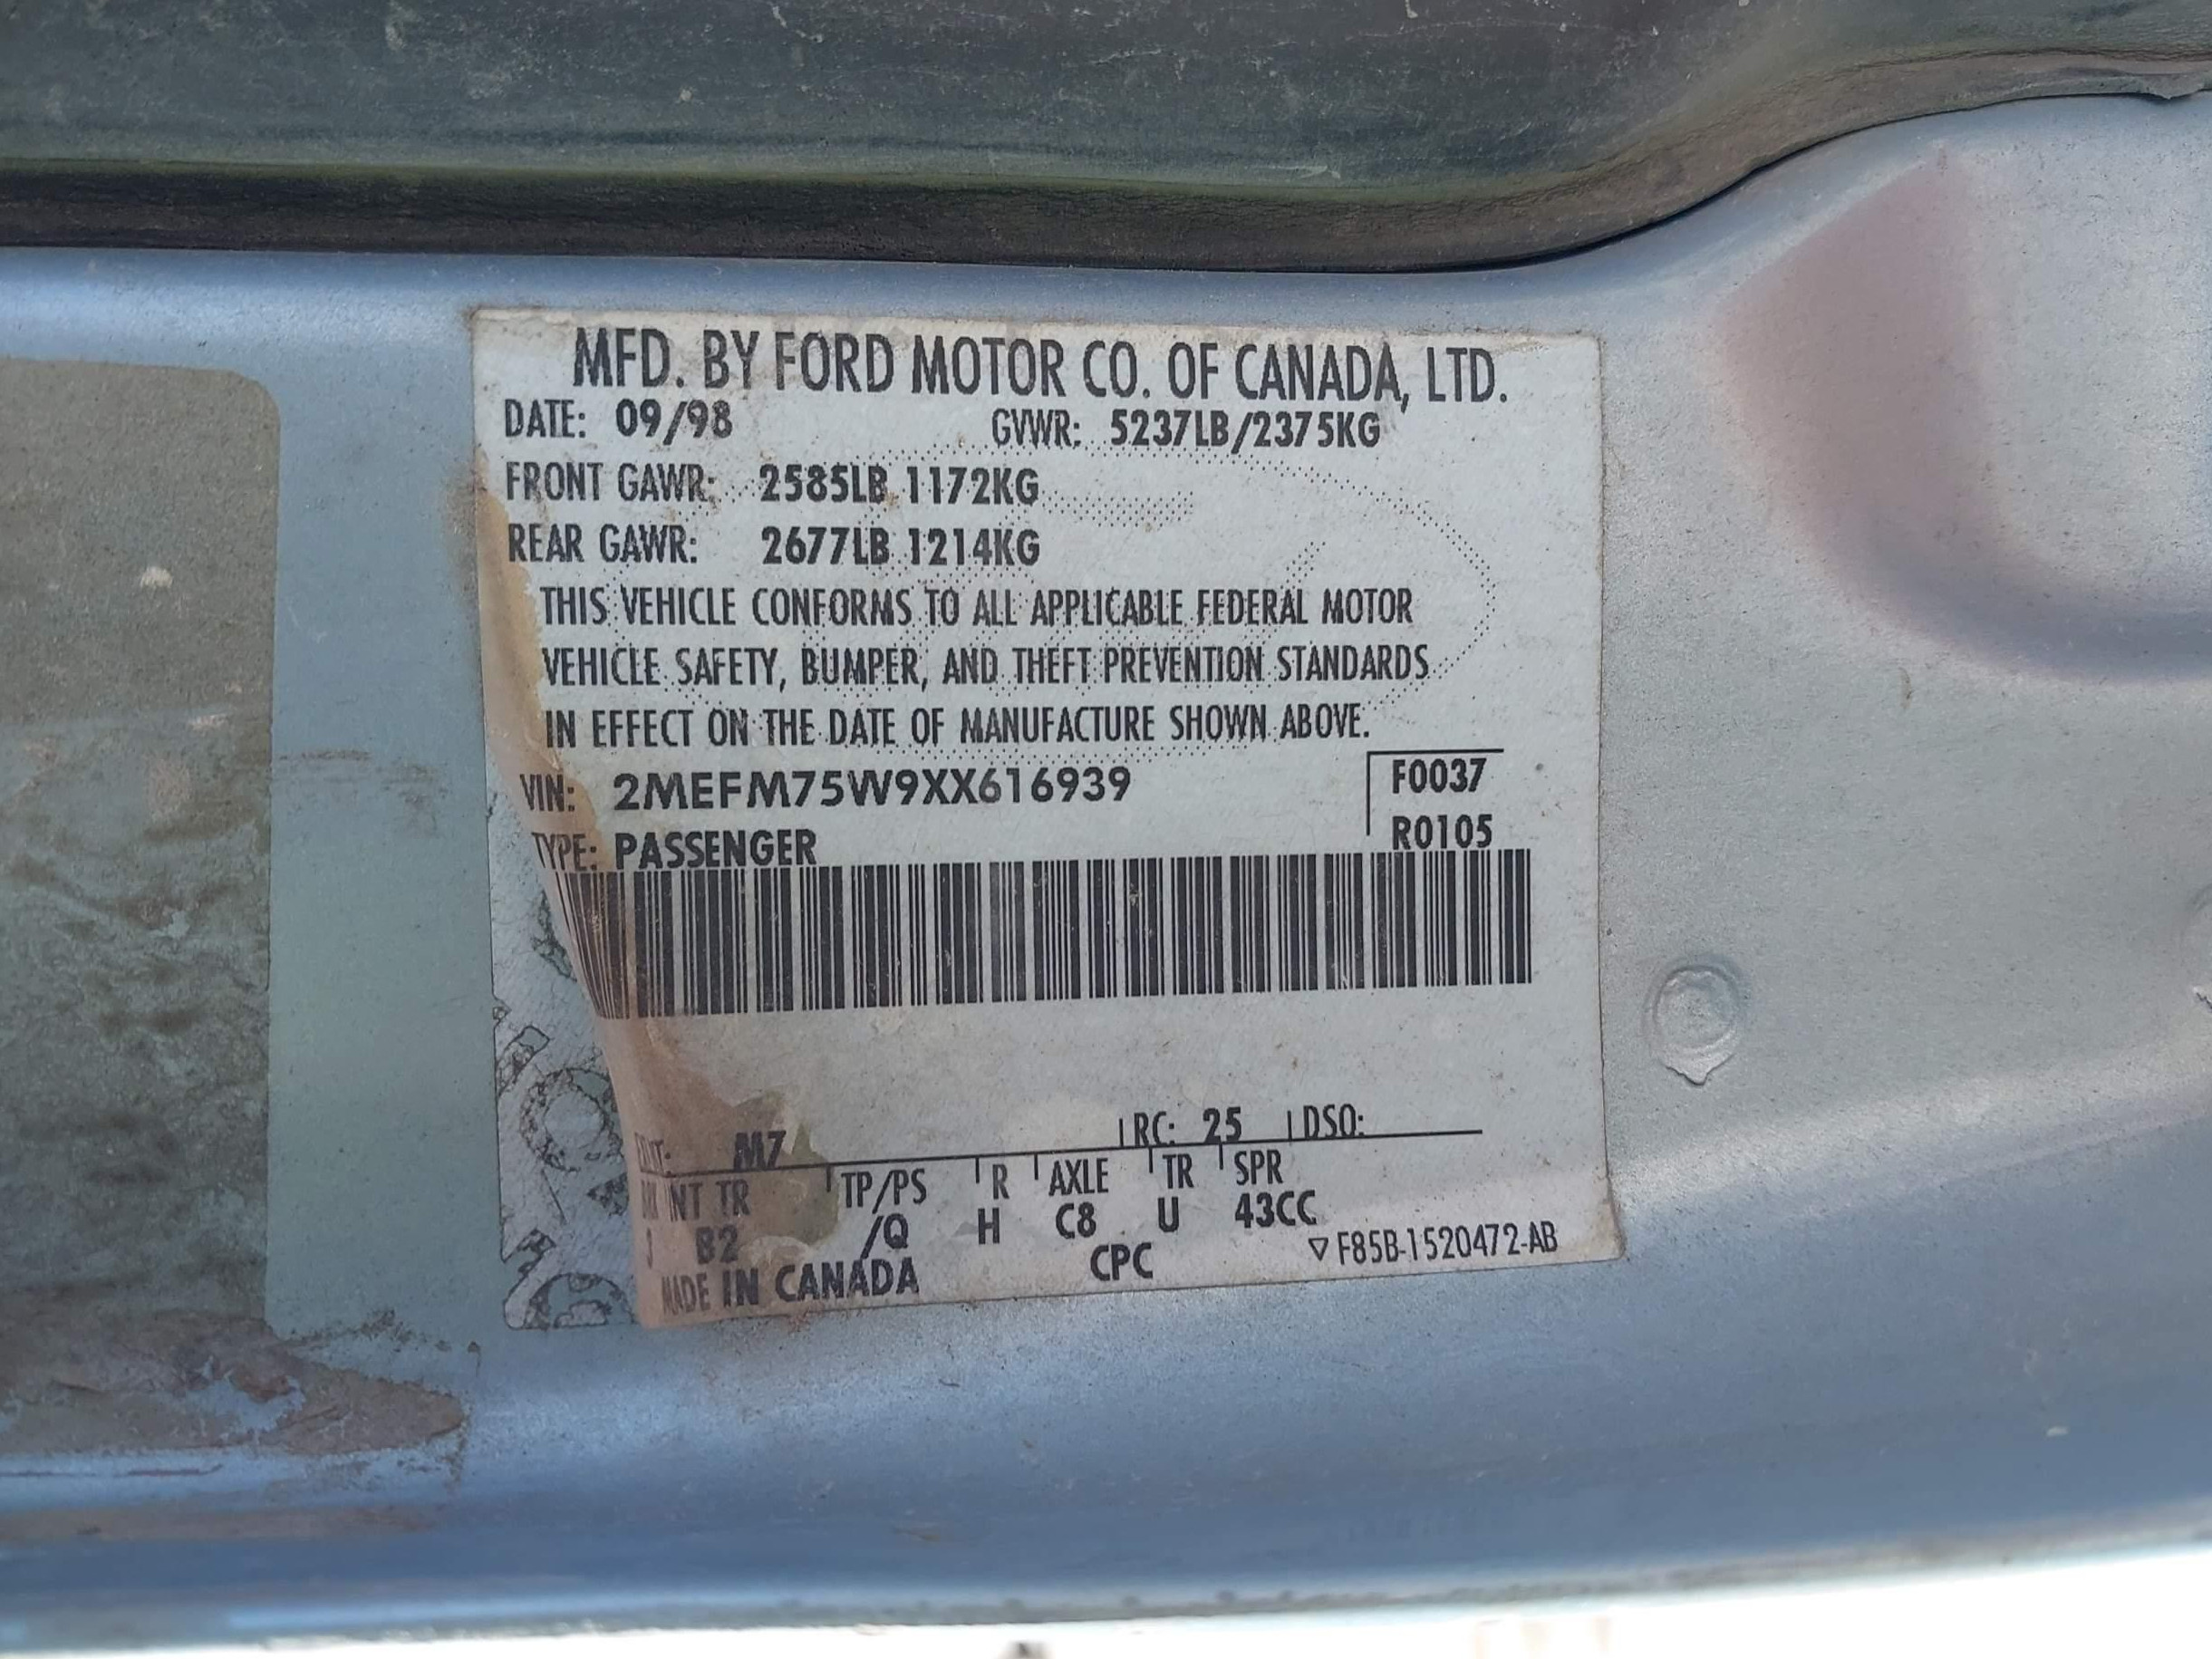 MFD. BY FORD MOTOR CO. OF CANADA, LTD.
DATE: 09/98 GVWR: 5237LB/2375KG
FRONT GAWR: 2585LB 1172KG
REAR GAWR: 2677LB 1214KG
THIS VEHICLE CONFORMS TO ALL APPLICABLE FEDERAL MOTOR
VEHICLE SAFETY, BUMPER, AND THEFT PREVENTION STANDARDS
IN EFFECT ON THE DATE OF MANUFACTURE SHOWN ABOVE.
VIN: 2MEFM75W9XX616939 F0037
TYPE: PASSENGER R0105
M7 RC: 25 DSO:
INT TR TP/PS R AXLE TR SPR
B2 /Q H C8 U 43CC
MADE IN CANADA CPC ▽ F85B-1520472-AB